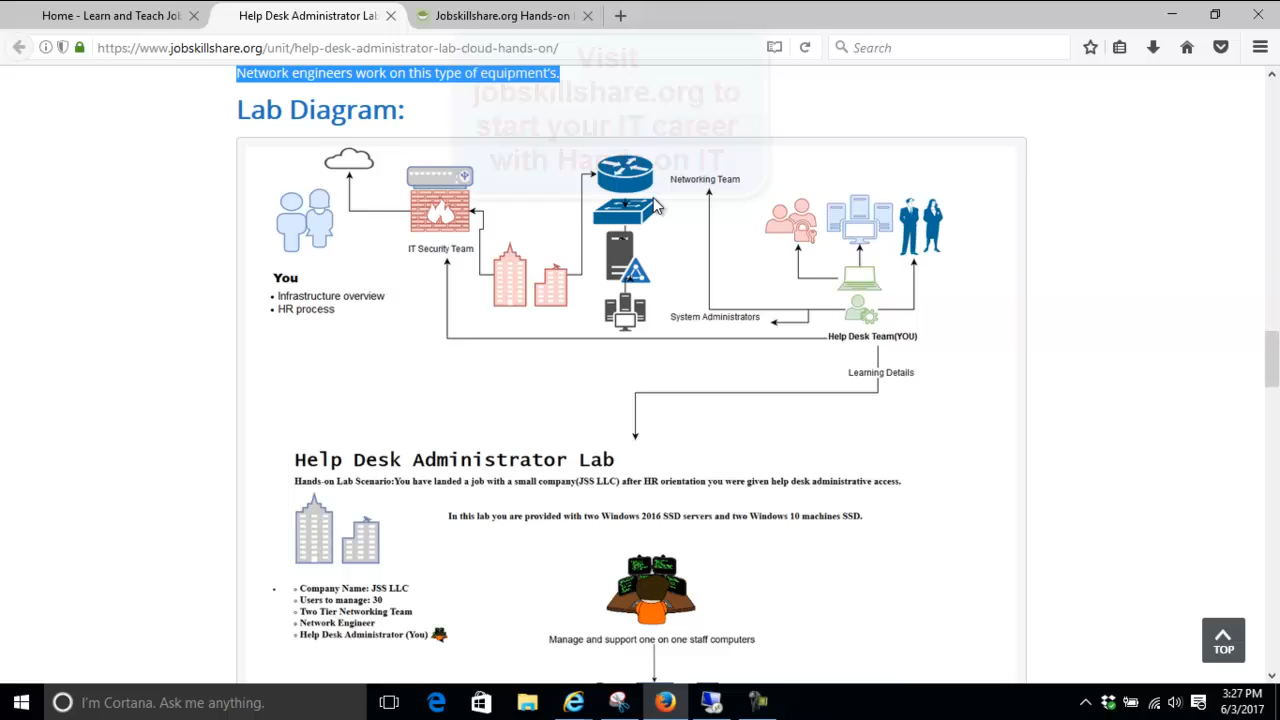 Home - Learn and Teach Jol
Help Desk Administrator La
Jobskillshare.org Hands-on I
https://www.jobskillshare.org/unit/help-desk-administrator-lab-cloud-hands-on/
Search
Network engineers work on this type of equipment's.
Visit
jobskillshare.org to
start your IT career
with Hands on IT
Lab Diagram:
Networking Team
IT Security Team
You
• Infrastructure overview
• HR process
System Administrators
Help Desk Team(YOU)
Learning Details
Help Desk Administrator Lab
Hands-on Lab Scenario:You have landed a job with a small company(JSS LLC) after HR orientation you were given help desk administrative access.
In this lab you are provided with two Windows 2016 SSD servers and two Windows 10 machines SSD.
Company Name: JSS LLC
Users to manage: 30
Two Tier Networking Team
Network Engineer
Help Desk Administrator (You)
Manage and support one on one staff computers
TOP
I'm Cortana. Ask me anything.
3:27 PM
6/3/2017